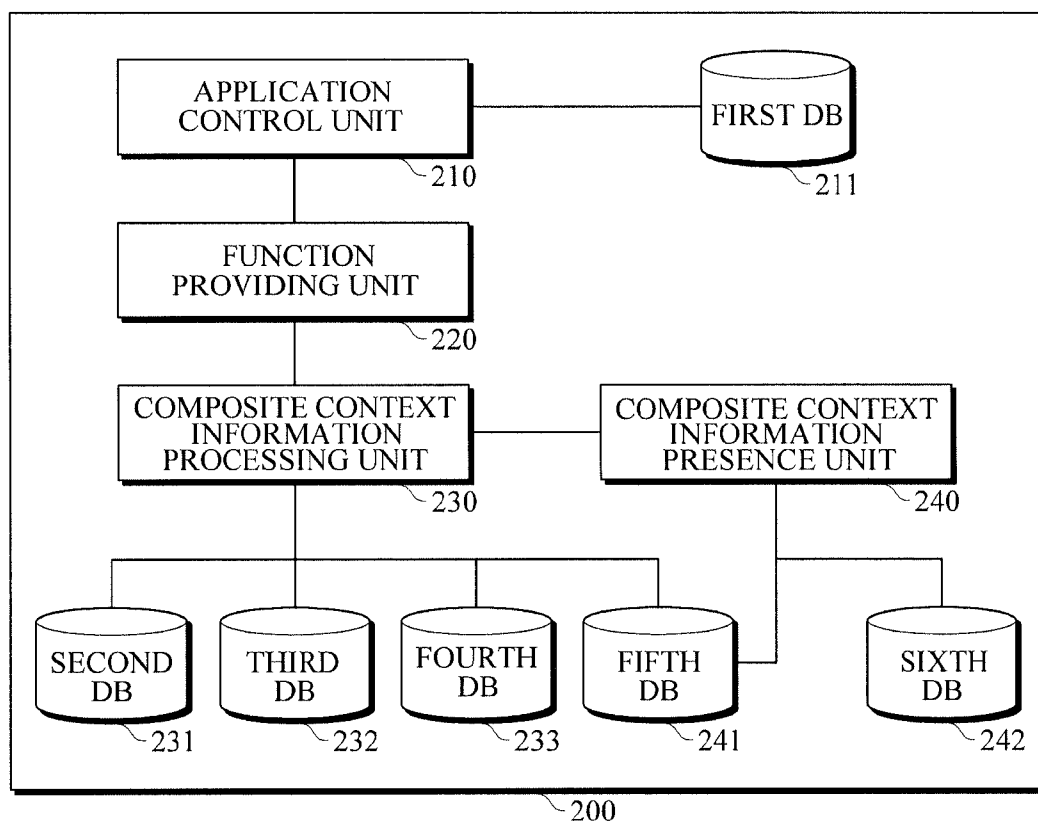 APPLICATION
CONTROL UNIT
210
FIRST DB
211
FUNCTION
PROVIDING UNIT
220
COMPOSITE CONTEXT
INFORMATION
PROCESSING UNIT
230
COMPOSITE CONTEXT
INFORMATION
PRESENCE UNIT
240
SECOND
DB
231
THIRD
DB
232
FOURTH
DB
233
FIFTH
DB
241
SIXTH
DB
242
200